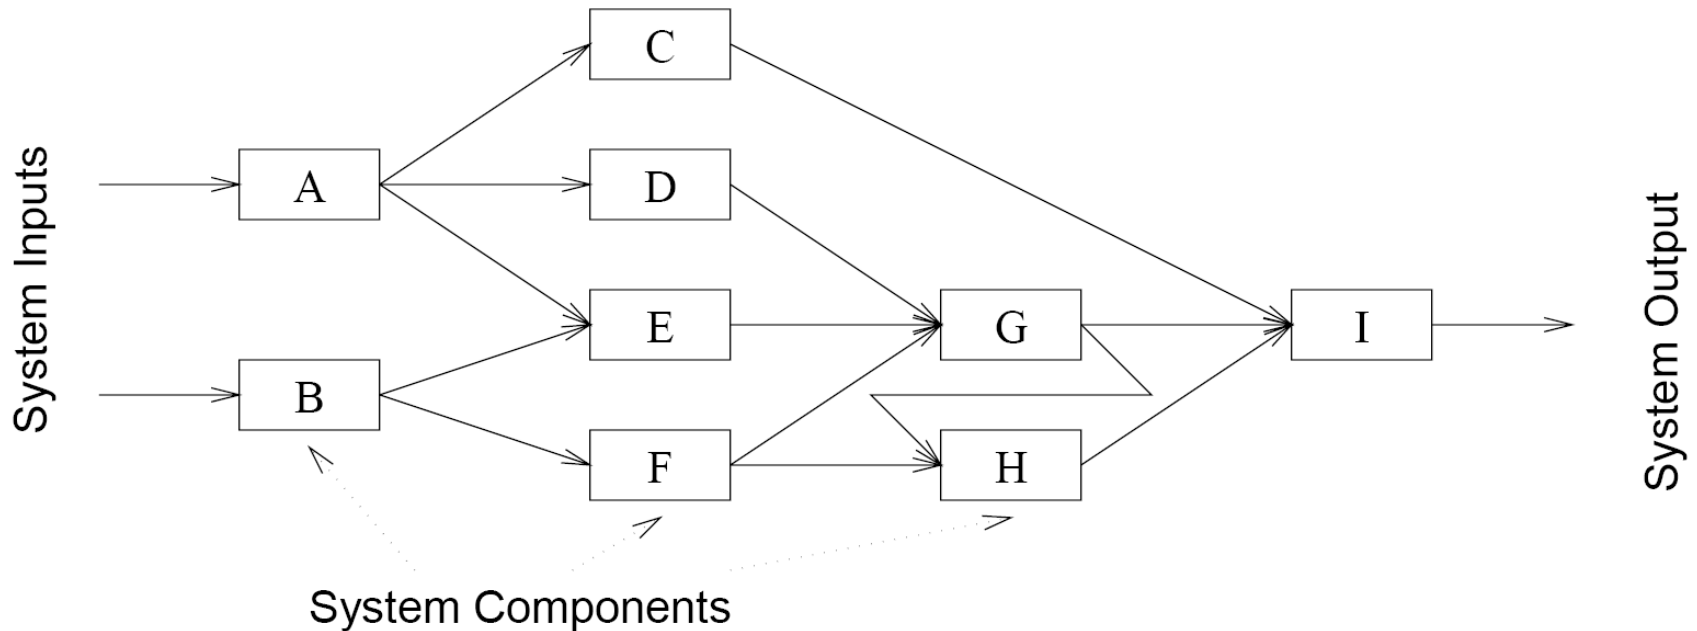 System Inputs
A
B
C
D
E
F
G
H
I
System Output
System Components